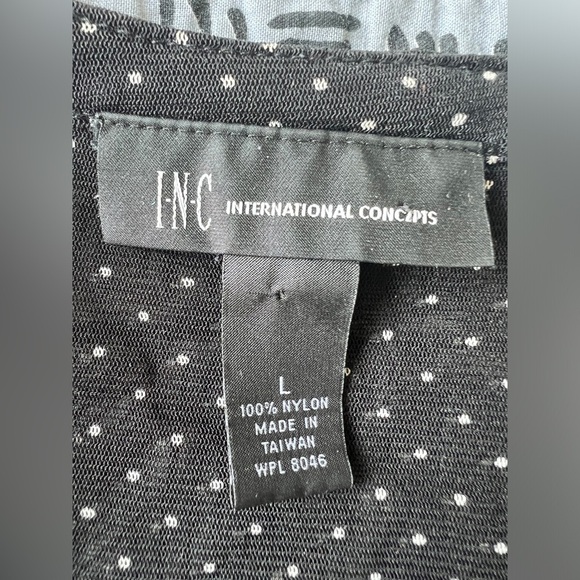 I·N·C INTERNATIONAL CONCEPTS
L
100% NYLON
MADE IN
TAIWAN
WPL 8046